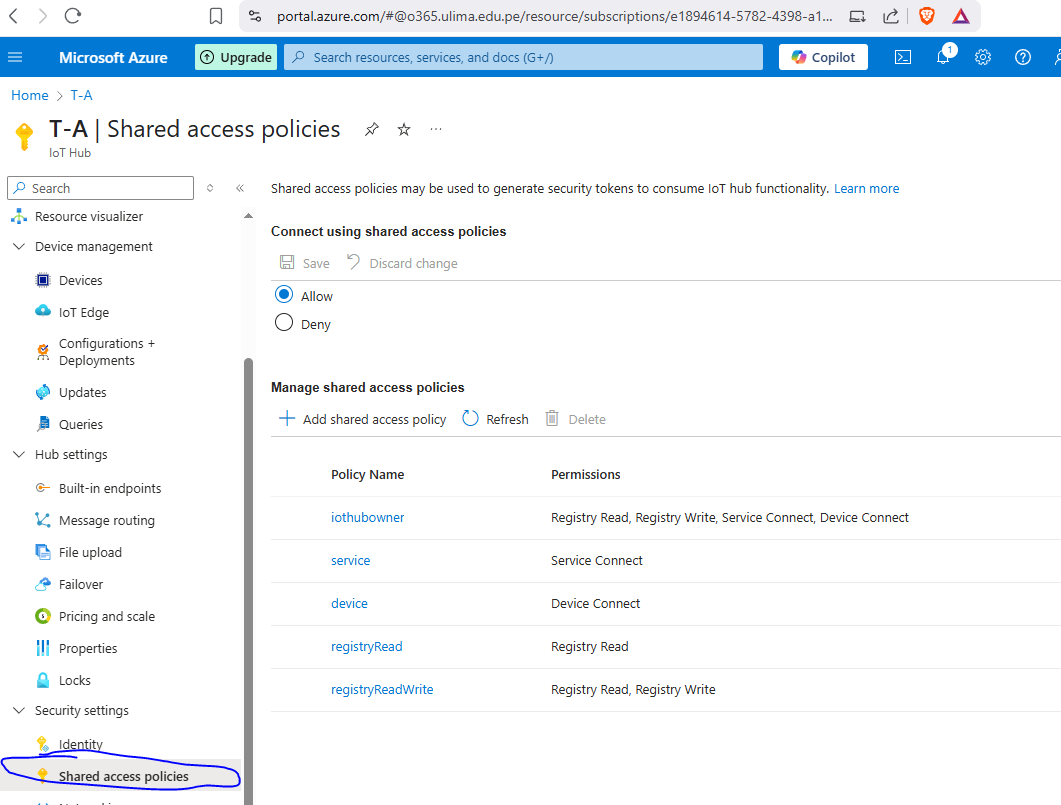 portal.azure.com/#@o365.ulima.edu.pe/resource/subscriptions/e1894614-5782-4398-a1...
Microsoft Azure
Upgrade
Search resources, services, and docs (G+/)
Copilot
1
Home > T-A
T-A | Shared access policies
IoT Hub
Search
Shared access policies may be used to generate security tokens to consume IoT hub functionality. Learn more
Resource visualizer
Device management
Devices
IoT Edge
Configurations +
Deployments
Updates
Queries
Hub settings
Built-in endpoints
Message routing
File upload
Failover
Pricing and scale
Properties
Locks
Security settings
Identity
Shared access policies
Connect using shared access policies
Save
Discard change
Allow
Deny
Manage shared access policies
Add shared access policy
Refresh
Delete
Policy Name Permissions
iothubowner Registry Read, Registry Write, Service Connect, Device Connect
service Service Connect
device Device Connect
registryRead Registry Read
registryReadWrite Registry Read, Registry Write